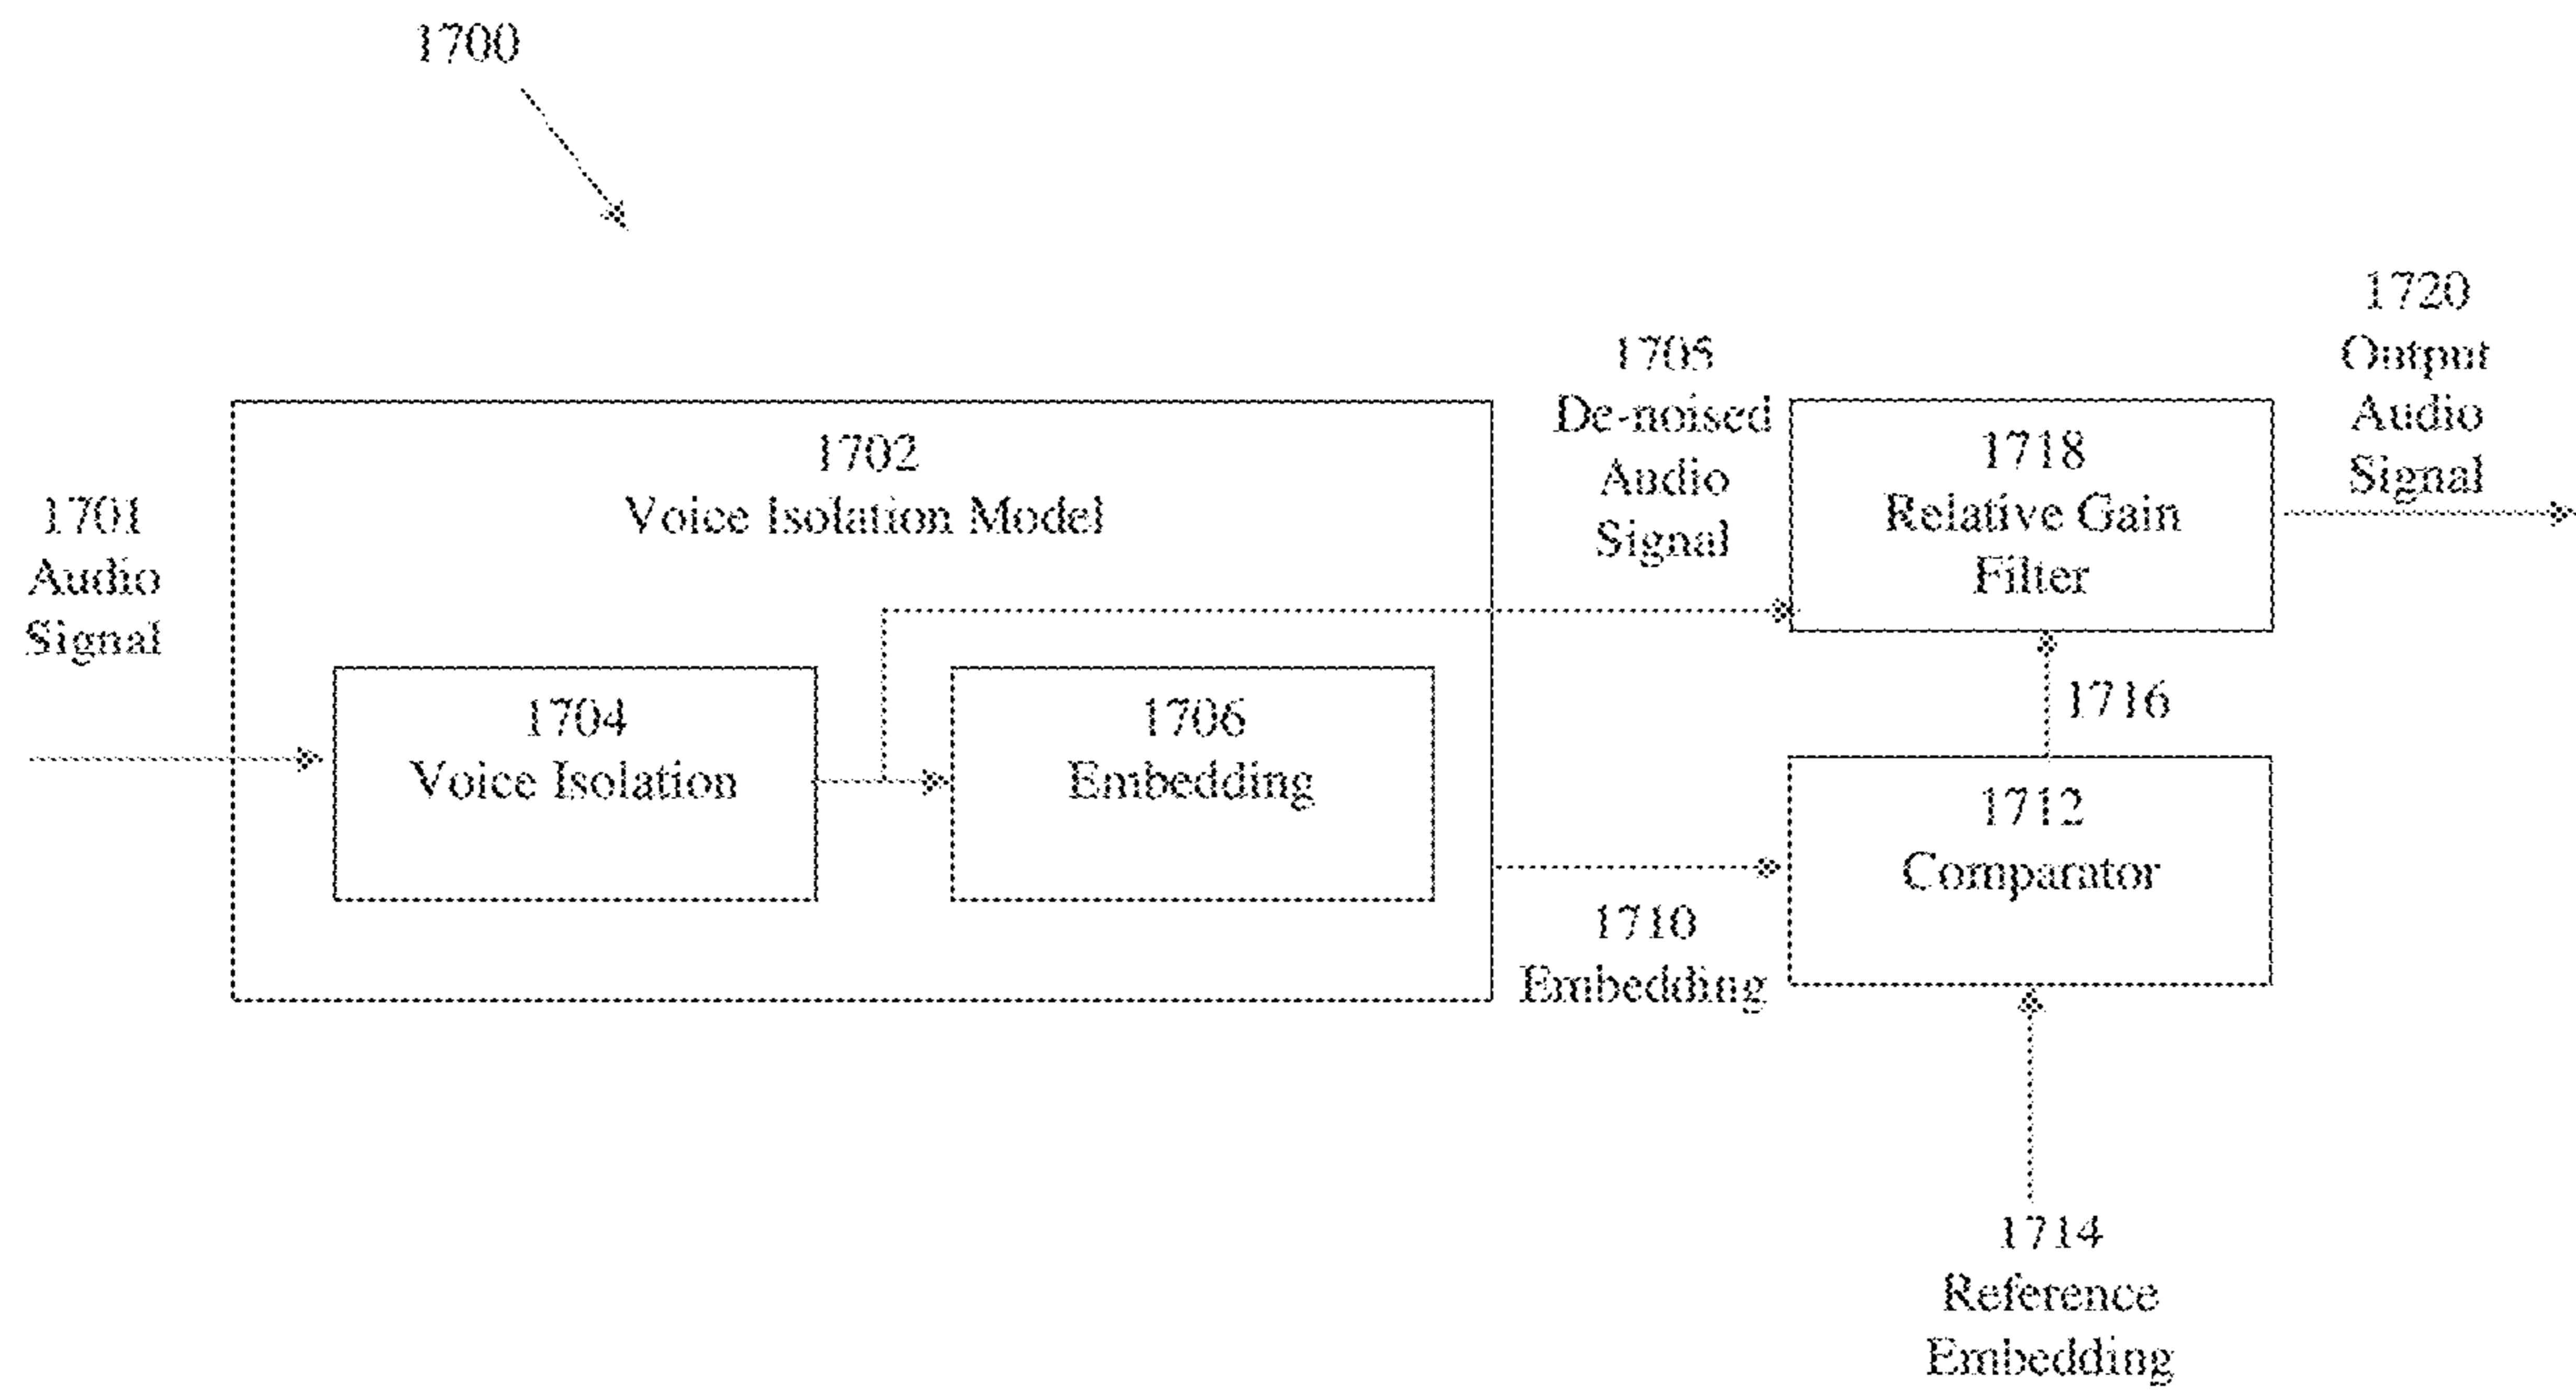 1700
1701
Audio
Signal
1702
Voice Isolation Model
1704
Voice Isolation
1706
Embedding
1705
De-noised
Audio
Signal
1710
Embedding
1718
Relative Gain
Filter
1716
1712
Comparator
1714
Reference
Embedding
1720
Output
Audio
Signal